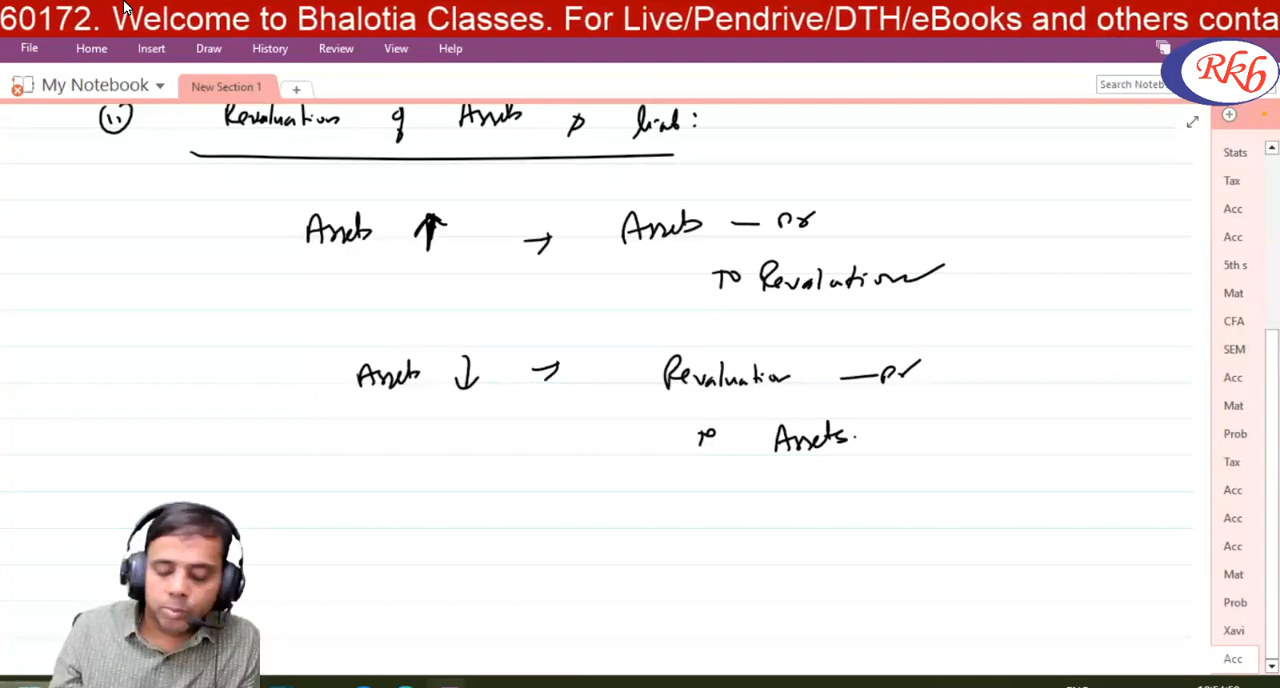 60172. Welcome to Bhalotia Classes. For Live/Pendrive/DTH/eBooks and others conta
File Home Insert Draw History Review View Help
My Notebook New Section 1 +
Search Noteb
Rkb
(ii) Revaluation of Assets & liab:
Assets ↑ → Assets — Dr
To Revaluation
Assets ↓ → Revaluation — Dr
To Assets.
Stats
Tax
Acc
Acc
5th s
Mat
CFA
SEM
Acc
Mat
Prob
Tax
Acc
Acc
Acc
Mat
Prob
Xavi
Acc